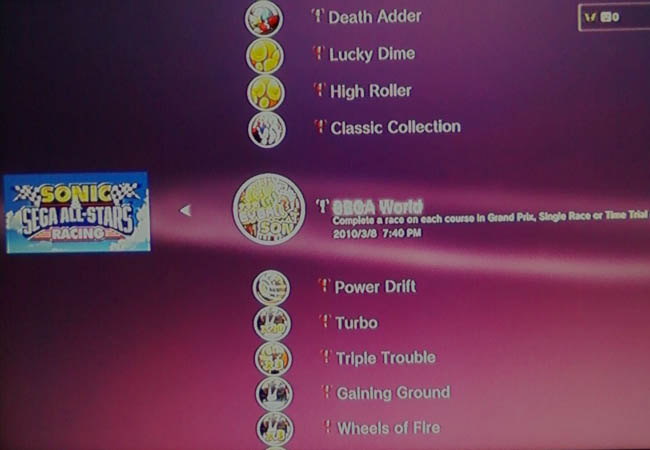 Death Adder
0
Lucky Dime
High Roller
Classic Collection
SONIC
& SEGA ALL-STARS
RACING
SEGA World
Complete a race on each course in Grand Prix, Single Race or Time Trial
2010/3/8 7:40 PM
Power Drift
Turbo
Triple Trouble
Gaining Ground
Wheels of Fire